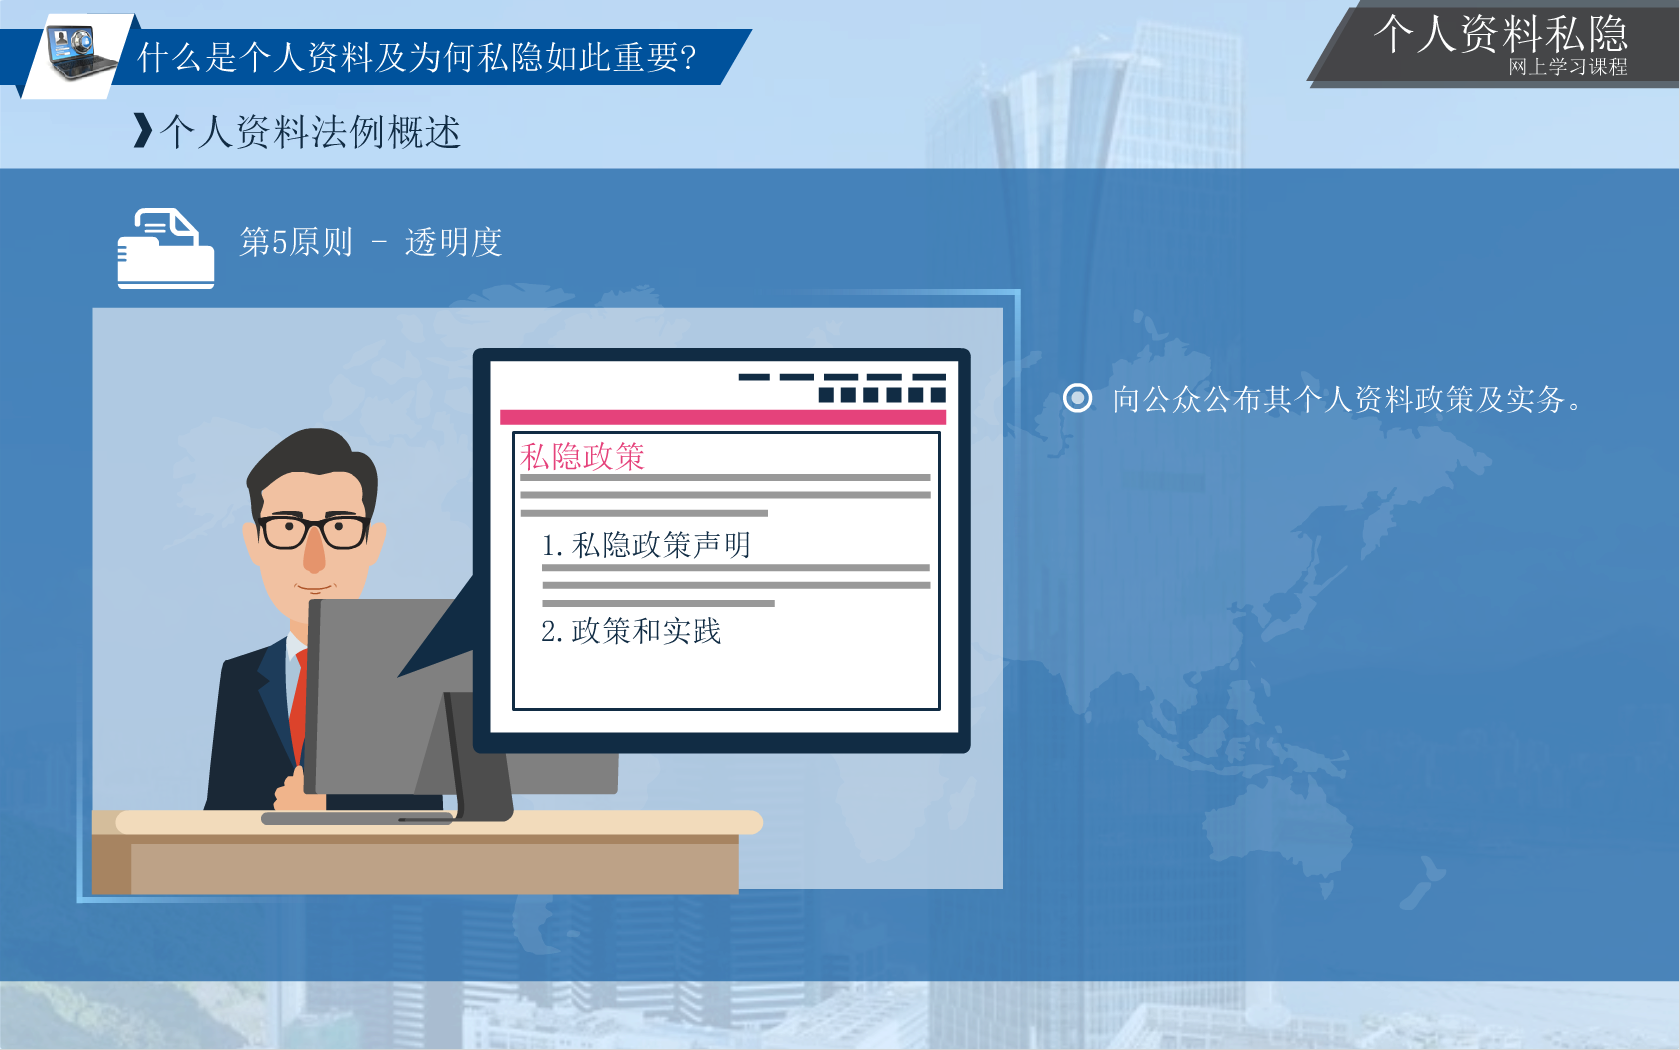 什么是个人资料及为何私隐如此重要?
个人资料私隐
网上学习课程
个人资料法例概述
第5原则 - 透明度
向公众公布其个人资料政策及实务。
私隐政策
1.私隐政策声明
2.政策和实践